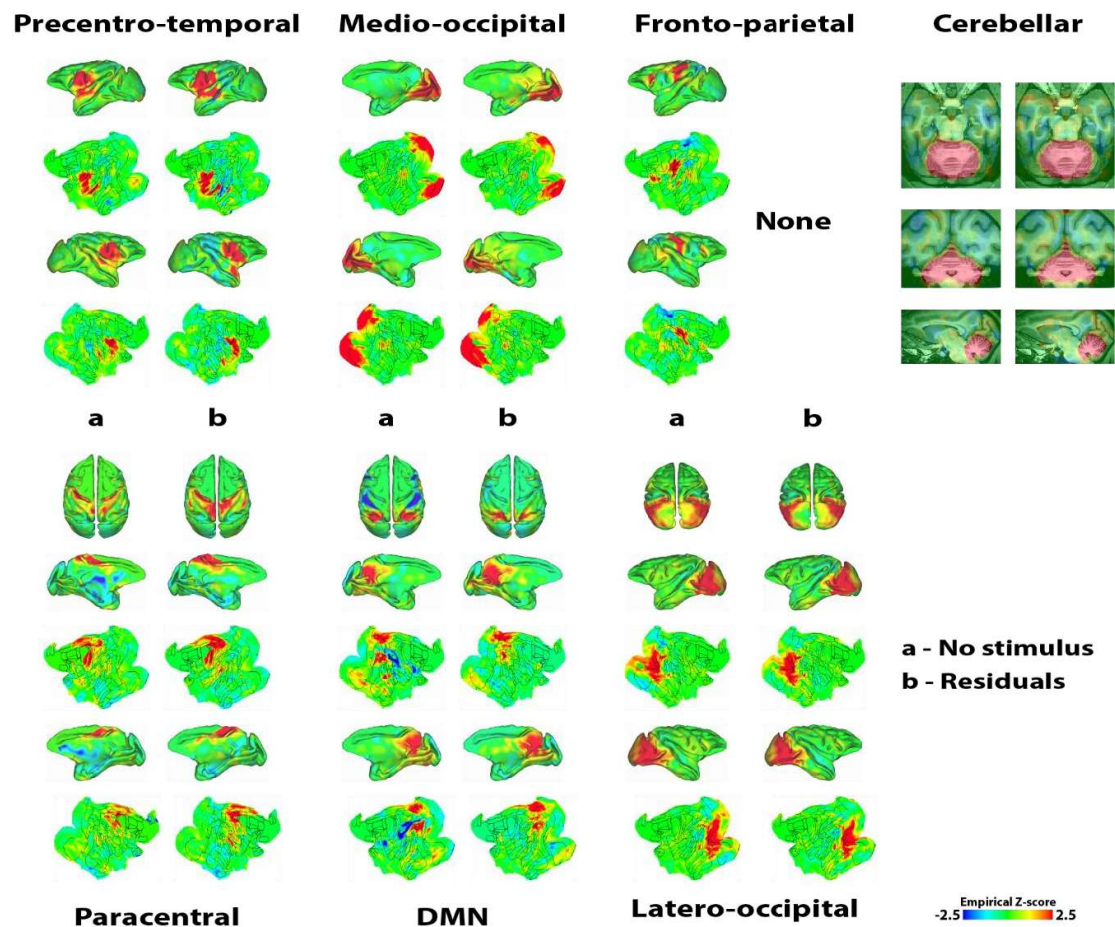 Precentro-temporal
Medio-occipital
Fronto-parietal
Cerebellar
None
a
b
a
b
a - No stimulus
b - Residuals
Paracentral
DMN
Latero-occipital
Empirical Z-score
-2.5
2.5